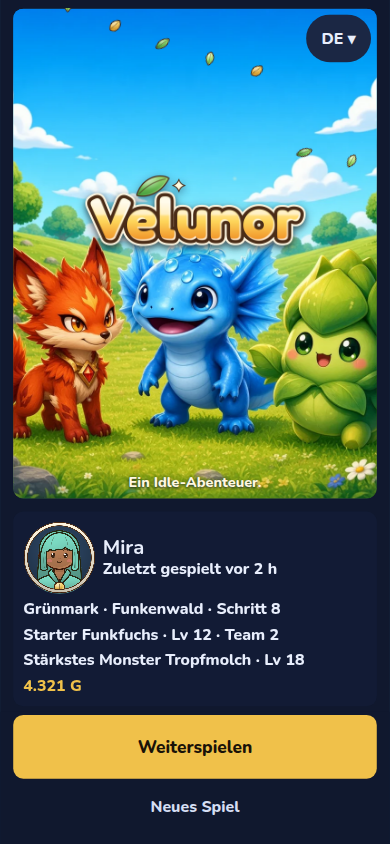 DE ▾
Velunor
Ein Idle-Abenteuer
Mira
Zuletzt gespielt vor 2 h
Grünmark · Funkenwald · Schritt 8
Starter Funkfuchs · Lv 12 · Team 2
Stärkstes Monster Tropfmolch · Lv 18
4.321 G
Weiterspielen
Neues Spiel